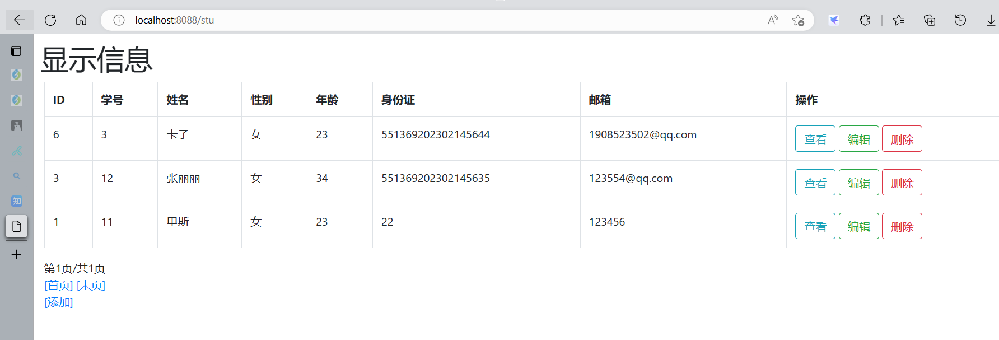 localhost:8088/stu
显示信息
ID 学号 姓名 性别 年龄 身份证 邮箱 操作
6 3 卡子 女 23 551369202302145644 1908523502@qq.com 查看 编辑 删除
3 12 张丽丽 女 34 551369202302145635 123554@qq.com 查看 编辑 删除
1 11 里斯 女 23 22 123456 查看 编辑 删除
知
第1页/共1页
[首页] [末页]
[添加]